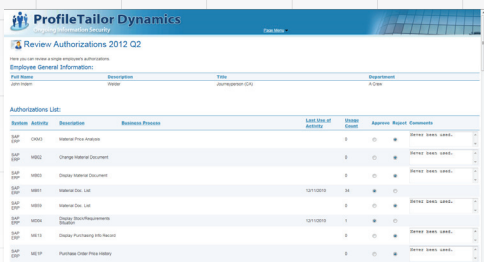 ProfileTailor Dynamics
Ongoing Information Security
Page Menu
Review Authorizations 2012 Q2
Here you can review a single employee's authorizations.
Employee General Information:
Full Name Description Title Department
John Intern Welder Journeyperson (CA) A Crew
Authorizations List:
System Activity Description Business Process Last Use of Activity Usage Count Approve Reject Comments
SAP ERP CKM3 Material Price Analysis 0 Never been used.
SAP ERP MB02 Change Material Document 0 Never been used.
SAP ERP MB03 Display Material Document 0 Never been used.
SAP ERP MB51 Material Doc. List 12/11/2010 34
SAP ERP Material Doc. List 0 Never been used.
SAP ERP MD04 Display Stock/Requirements Situation 12/11/2010 1
SAP ERP ME13 Display Purchasing Info Record 0 Never been used.
SAP ERP ME1P Purchase Order Price History 0 Never been used.